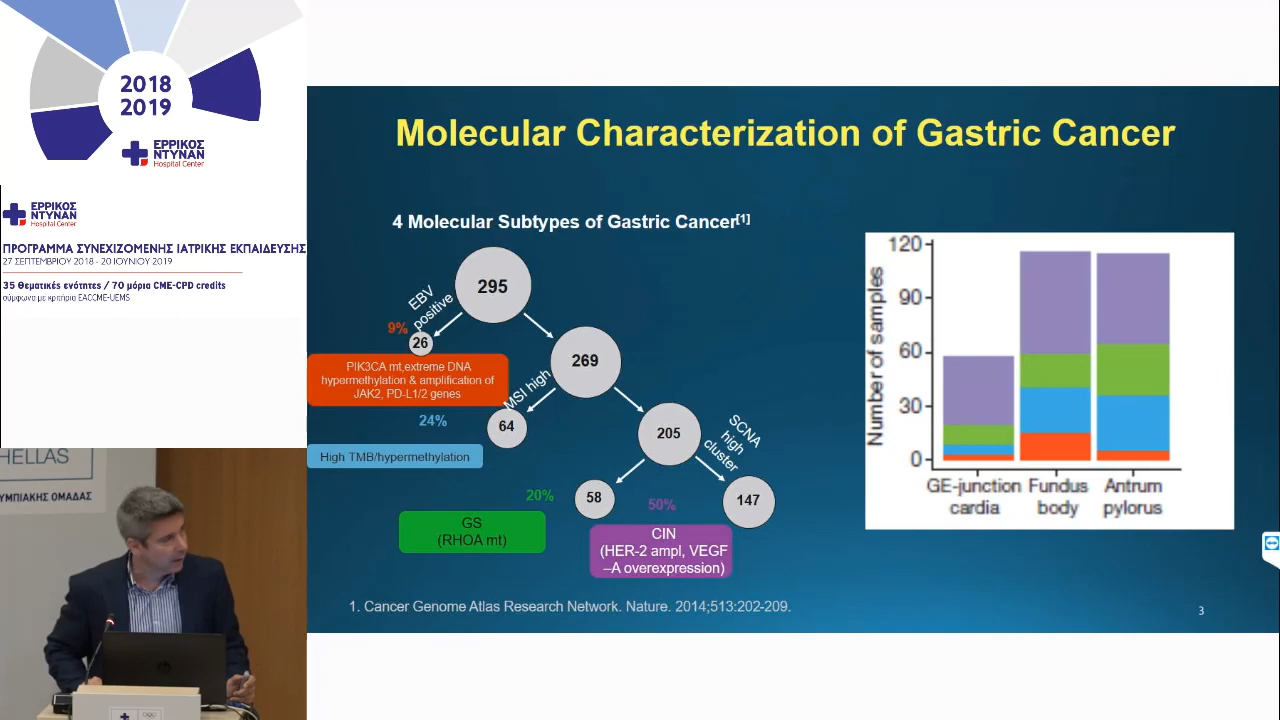 2018
2019
ΕΡΡΙΚΟΣ
ΝΤΥΝΑΝ
Hospital Center
ΕΡΡΙΚΟΣ
ΝΤΥΝΑΝ
Hospital Center
ΠΡΟΓΡΑΜΜΑ ΣΥΝΕΧΙΖΟΜΕΝΗΣ ΙΑΤΡΙΚΗΣ ΕΚΠΑΙΔΕΥΣΗΣ
27 ΣΕΠΤΕΜΒΡΙΟΥ 2018 - 20 ΙΟΥΝΙΟΥ 2019
35 Θεματικές ενότητες / 70 μόρια CME-CPD credits
σύμφωνα με κριτήρια EACCME-UEMS
HELLAS
ΥΜΠΙΑΚΗΣ ΟΜΑΔΑΣ
Molecular Characterization of Gastric Cancer
4 Molecular Subtypes of Gastric Cancer[1]
295
EBV
positive
9%
26
PIK3CA mt,extreme DNA
hypermethylation & amplification of
JAK2, PD-L1/2 genes
269
MSI high
24%
64
High TMB/hypermethylation
205
SCNA
high
cluster
20%
58
50%
147
GS
(RHOA mt)
CIN
(HER-2 ampl, VEGF
–A overexpression)
Number of samples
120
90
60
30
0
GE-junction
cardia
Fundus
body
Antrum
pylorus
1. Cancer Genome Atlas Research Network. Nature. 2014;513:202-209.
3